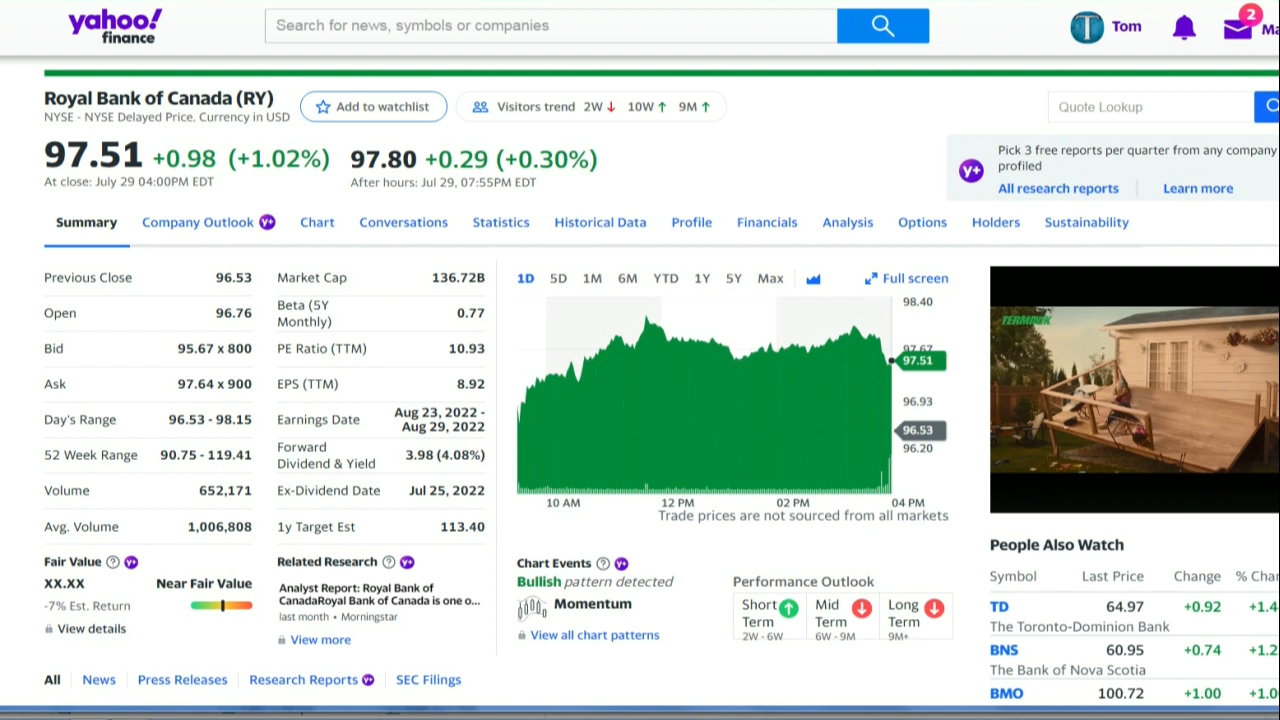 yahoo!
finance
Search for news, symbols or companies
Tom
2
Royal Bank of Canada (RY)
NYSE - NYSE Delayed Price. Currency in USD
Add to watchlist
Visitors trend 2W 10W 9M
Quote Lookup
97.51 +0.98 (+1.02%)
At close: July 29 04:00PM EDT
97.80 +0.29 (+0.30%)
After hours: Jul 29, 07:55PM EDT
Y+
Pick 3 free reports per quarter from any company
profiled
All research reports
Learn more
Summary Company Outlook Y+ Chart Conversations Statistics Historical Data Profile Financials Analysis Options Holders Sustainability
Previous Close 96.53
Open 96.76
Bid 95.67 x 800
Ask 97.64 x 900
Day's Range 96.53 - 98.15
52 Week Range 90.75 - 119.41
Volume 652,171
Avg. Volume 1,006,808
Market Cap 136.72B
Beta (5Y
Monthly) 0.77
PE Ratio (TTM) 10.93
EPS (TTM) 8.92
Earnings Date Aug 23, 2022 -
Aug 29, 2022
Forward
Dividend & Yield 3.98 (4.08%)
Ex-Dividend Date Jul 25, 2022
1y Target Est 113.40
1D 5D 1M 6M YTD 1Y 5Y Max
Full screen
98.40
97.67
97.51
96.93
96.53
96.20
10 AM 12 PM 02 PM 04 PM
Trade prices are not sourced from all markets
Fair Value ? Y+
XX.XX Near Fair Value
-7% Est. Return
View details
Related Research ? Y+
Analyst Report: Royal Bank of
CanadaRoyal Bank of Canada is one o...
last month • Morningstar
View more
Chart Events ? Y+
Bullish pattern detected
Momentum
View all chart patterns
Performance Outlook
Short
Term
2W - 6W
Mid
Term
6W - 9M
Long
Term
9M+
TERMINIX
People Also Watch
Symbol Last Price Change
TD 64.97 +0.92
The Toronto-Dominion Bank
BNS 60.95 +0.74
The Bank of Nova Scotia
BMO 100.72 +1.00
All News Press Releases Research Reports Y+ SEC Filings